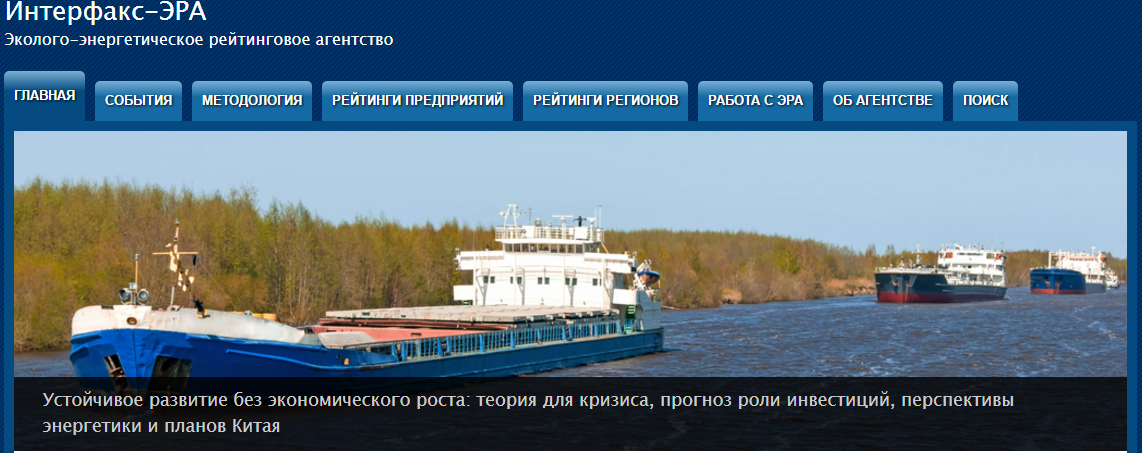 Интерфакс-ЭРА
Эколого-энергетическое рейтинговое агентство
ГЛАВНАЯ
СОБЫТИЯ
МЕТОДОЛОГИЯ
РЕЙТИНГИ ПРЕДПРИЯТИЙ
РЕЙТИНГИ РЕГИОНОВ
РАБОТА С ЭРА
ОБ АГЕНТСТВЕ
ПОИСК
Устойчивое развитие без экономического роста: теория для кризиса, прогноз роли инвестиций, перспективы
энергетики и планов Китая